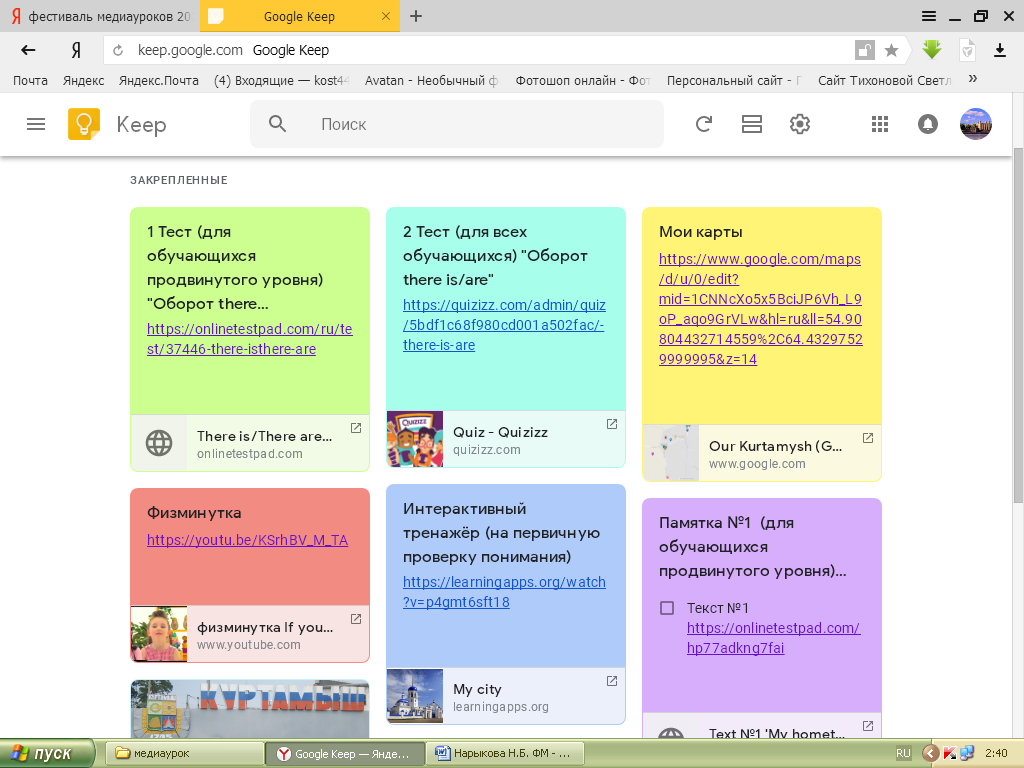 фестиваль медиауроков 20
Google Keep
keep.google.com Google Keep
Почта
Яндекс
Яндекс.Почта
(4) Входящие — kost44
Avatan - Необычный ф
Фотошоп онлайн - Фот
Персональный сайт - Г
Сайт Тихоновой Светл
»
Keep
Поиск
ЗАКРЕПЛЕННЫЕ
1 Тест (для
обучающихся
продвинутого уровня)
"Оборот there...
https://onlinetestpad.com/ru/te
st/37446-there-isthere-are
There is/There are...
onlinetestpad.com
2 Тест (для всех
обучающихся) "Оборот
there is/are"
https://quizizz.com/admin/quiz
/5bdf1c68f980cd001a502fac/-
there-is-are
QUIZIZZ
Quiz - Quizizz
quizizz.com
Мои карты
https://www.google.com/maps
/d/u/0/edit?
mid=1CNNcXo5x5BciJP6Vh_L9
oP_aqo9GrVLw&hl=ru&ll=54.90
804432714559%2C64.4329752
9999995&z=14
Our Kurtamysh (G...
www.google.com
Физминутка
https://youtu.be/KSrhBV_M_TA
физминутка If you...
www.youtube.com
Интерактивный
тренажёр (на первичную
проверку понимания)
https://learningapps.org/watch
?v=p4gmt6sft18
My city
learningapps.org
Памятка №1 (для
обучающихся
продвинутого уровня)...
Текст №1
https://onlinetestpad.com/
hp77adkng7fai
Text №1 'My homet...
КУРТАМЫШ
1745
пуск
медиаурок
Google Keep — Янде...
Нарыкова Н.Б. ФМ - ...
RU
2:40